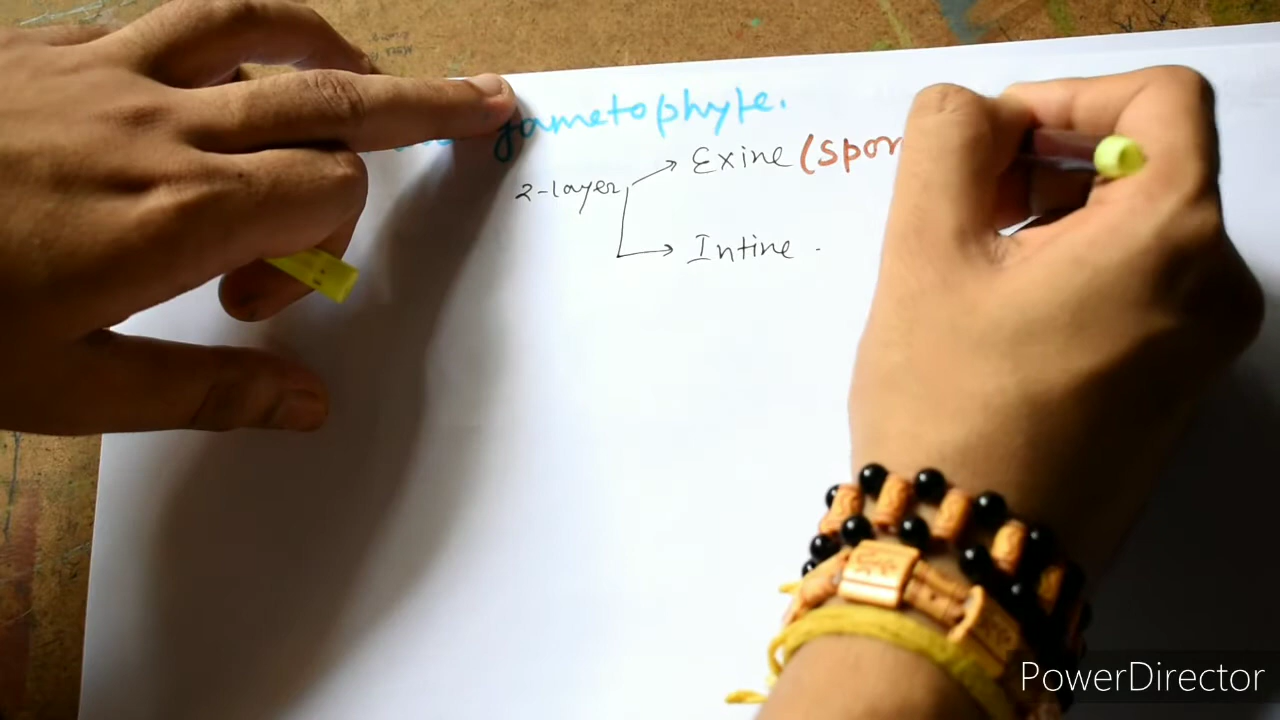 gametophyte.
Exine (spor
2-layer
Intine
PowerDirector